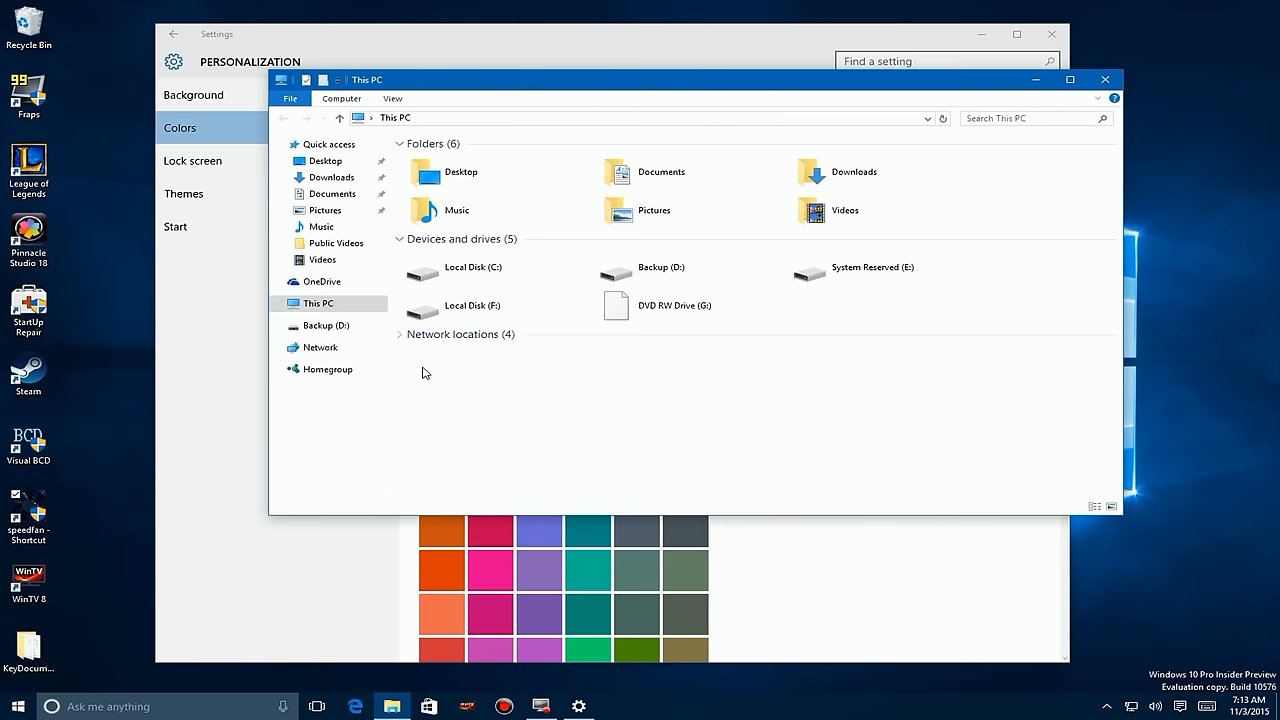 Recycle Bin
99
Fraps
League of
Legends
Pinnacle
Studio 18
StartUp
Repair
Steam
BCD
Visual BCD
speedfan -
Shortcut
WinTV
WinTV 8
KeyDocum...
Settings
PERSONALIZATION
Find a setting
Background
Colors
Lock screen
Themes
Start
This PC
File
Computer
View
This PC
Search This PC
Quick access
Desktop
Downloads
Documents
Pictures
Music
Public Videos
Videos
OneDrive
This PC
Backup (D:)
Network
Homegroup
Folders (6)
Desktop
Documents
Downloads
Music
Pictures
Videos
Devices and drives (5)
Local Disk (C:)
Backup (D:)
System Reserved (E:)
Local Disk (F:)
DVD RW Drive (G:)
Network locations (4)
Windows 10 Pro Insider Preview
Evaluation copy. Build 10576
Ask me anything
7:13 AM
11/3/2015